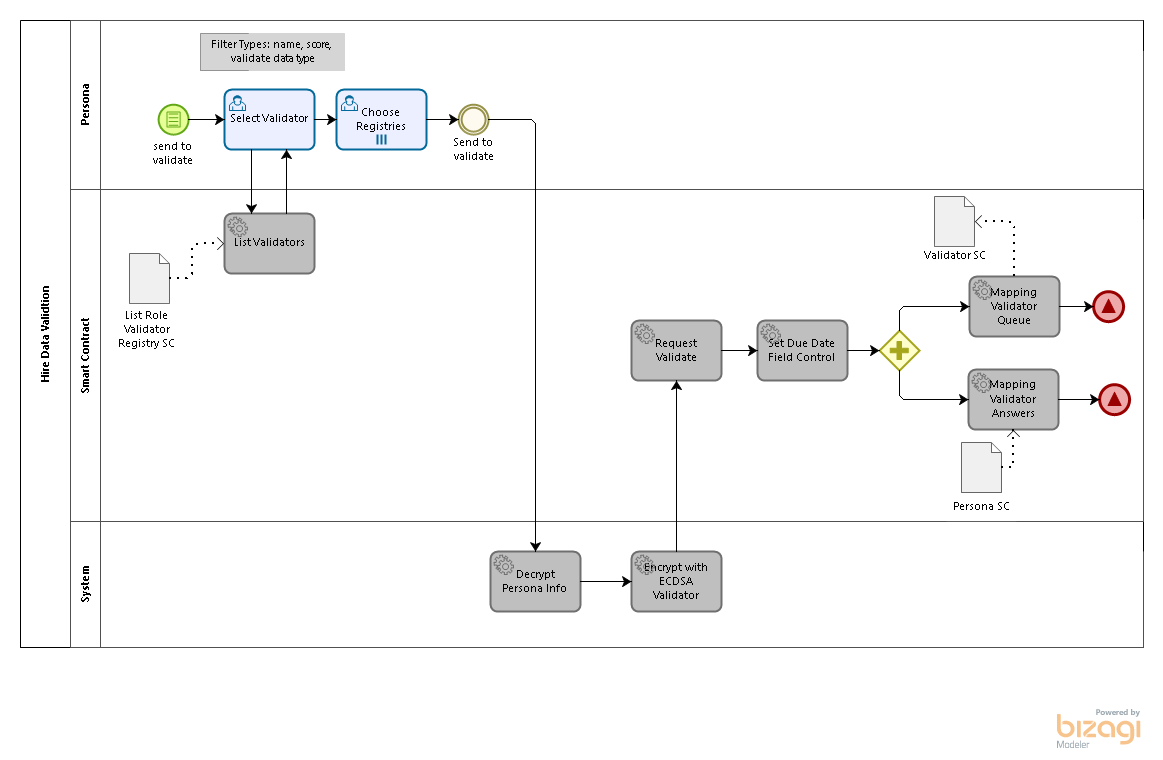 Filter Types: name, score,
validate data type
Persona
send to
validate
Select Validator
Choose
Registries
Send to
validate
Hire Data Validtion
Smart Contract
List Validators
List Role
Validator
Registry SC
Validator SC
Mapping
Validator
Queue
Request
Validate
Set Due Date
Field Control
Mapping
Validator
Answers
Persona SC
System
Decrypt
Persona Info
Encrypt with
ECDSA
Validator
Powered by
bizagi
Modeler